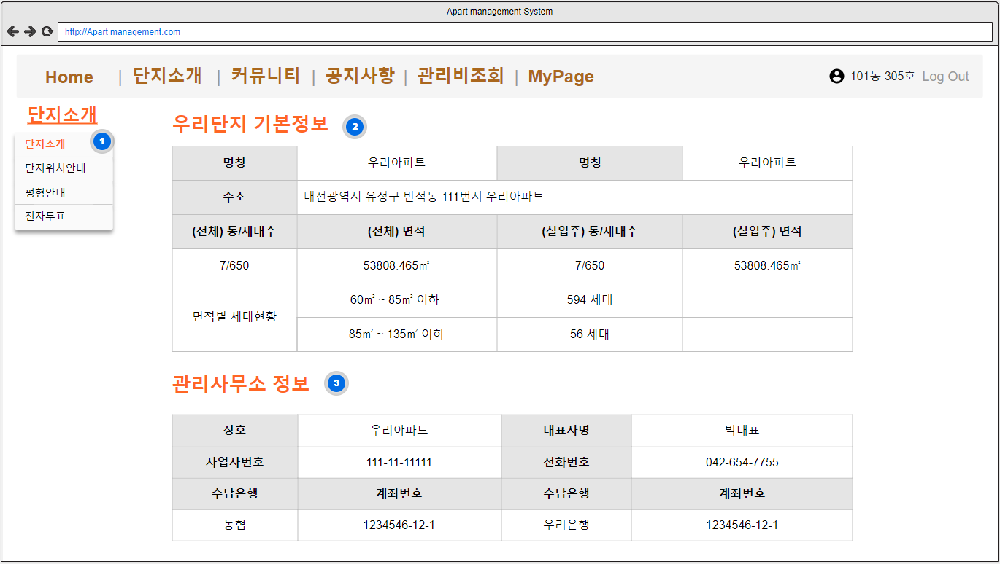 Apart management System
http://Apart management.com
Home | 단지소개 | 커뮤니티 | 공지사항 | 관리비조회 | MyPage 101동 305호 Log Out
단지소개
단지소개 1
단지위치안내
평형안내
전자투표
우리단지 기본정보 2
명칭 우리아파트 명칭 우리아파트
주소 대전광역시 유성구 반석동 111번지 우리아파트
(전체) 동/세대수 (전체) 면적 (실입주) 동/세대수 (실입주) 면적
7/650 53808.465㎡ 7/650 53808.465㎡
면적별 세대현황 60㎡ ~ 85㎡ 이하 594 세대
85㎡ ~ 135㎡ 이하 56 세대
관리사무소 정보 3
상호 우리아파트 대표자명 박대표
사업자번호 111-11-11111 전화번호 042-654-7755
수납은행 계좌번호 수납은행 계좌번호
농협 1234546-12-1 우리은행 1234546-12-1